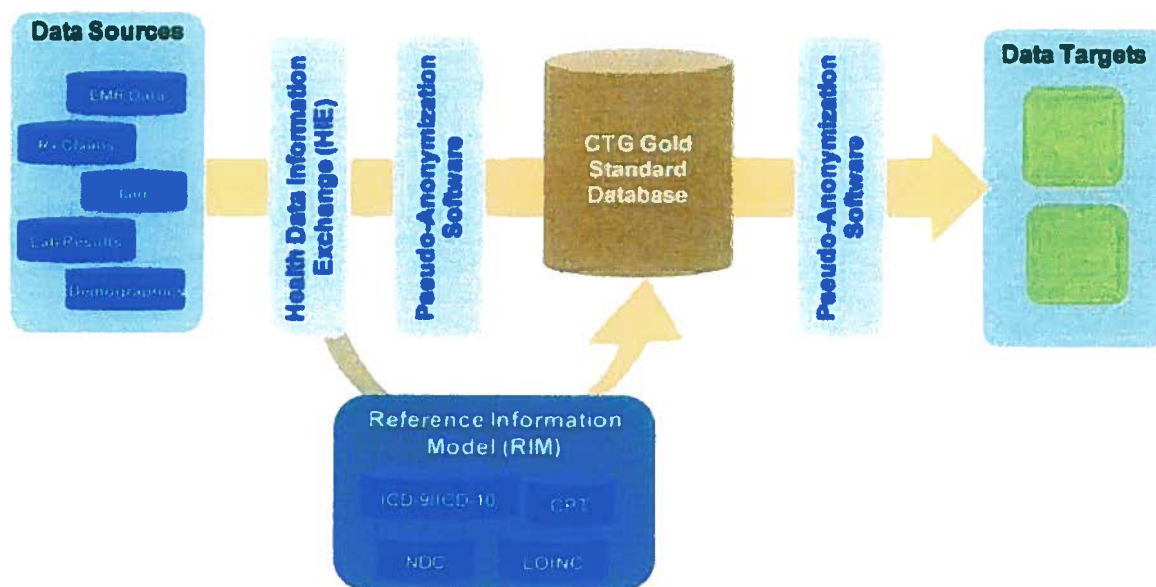 Data Sources
EMR Data
Rx Claims
Lab Results
Demographics
Health Data Information
Exchange (HIE)
Pseudo-Anonymization
Software
CTG Gold
Standard
Database
Pseudo-Anonymization
Software
Data Targets
Reference Information
Model (RIM)
ICD-9/ICD-10
CPT
NDC
LOINC